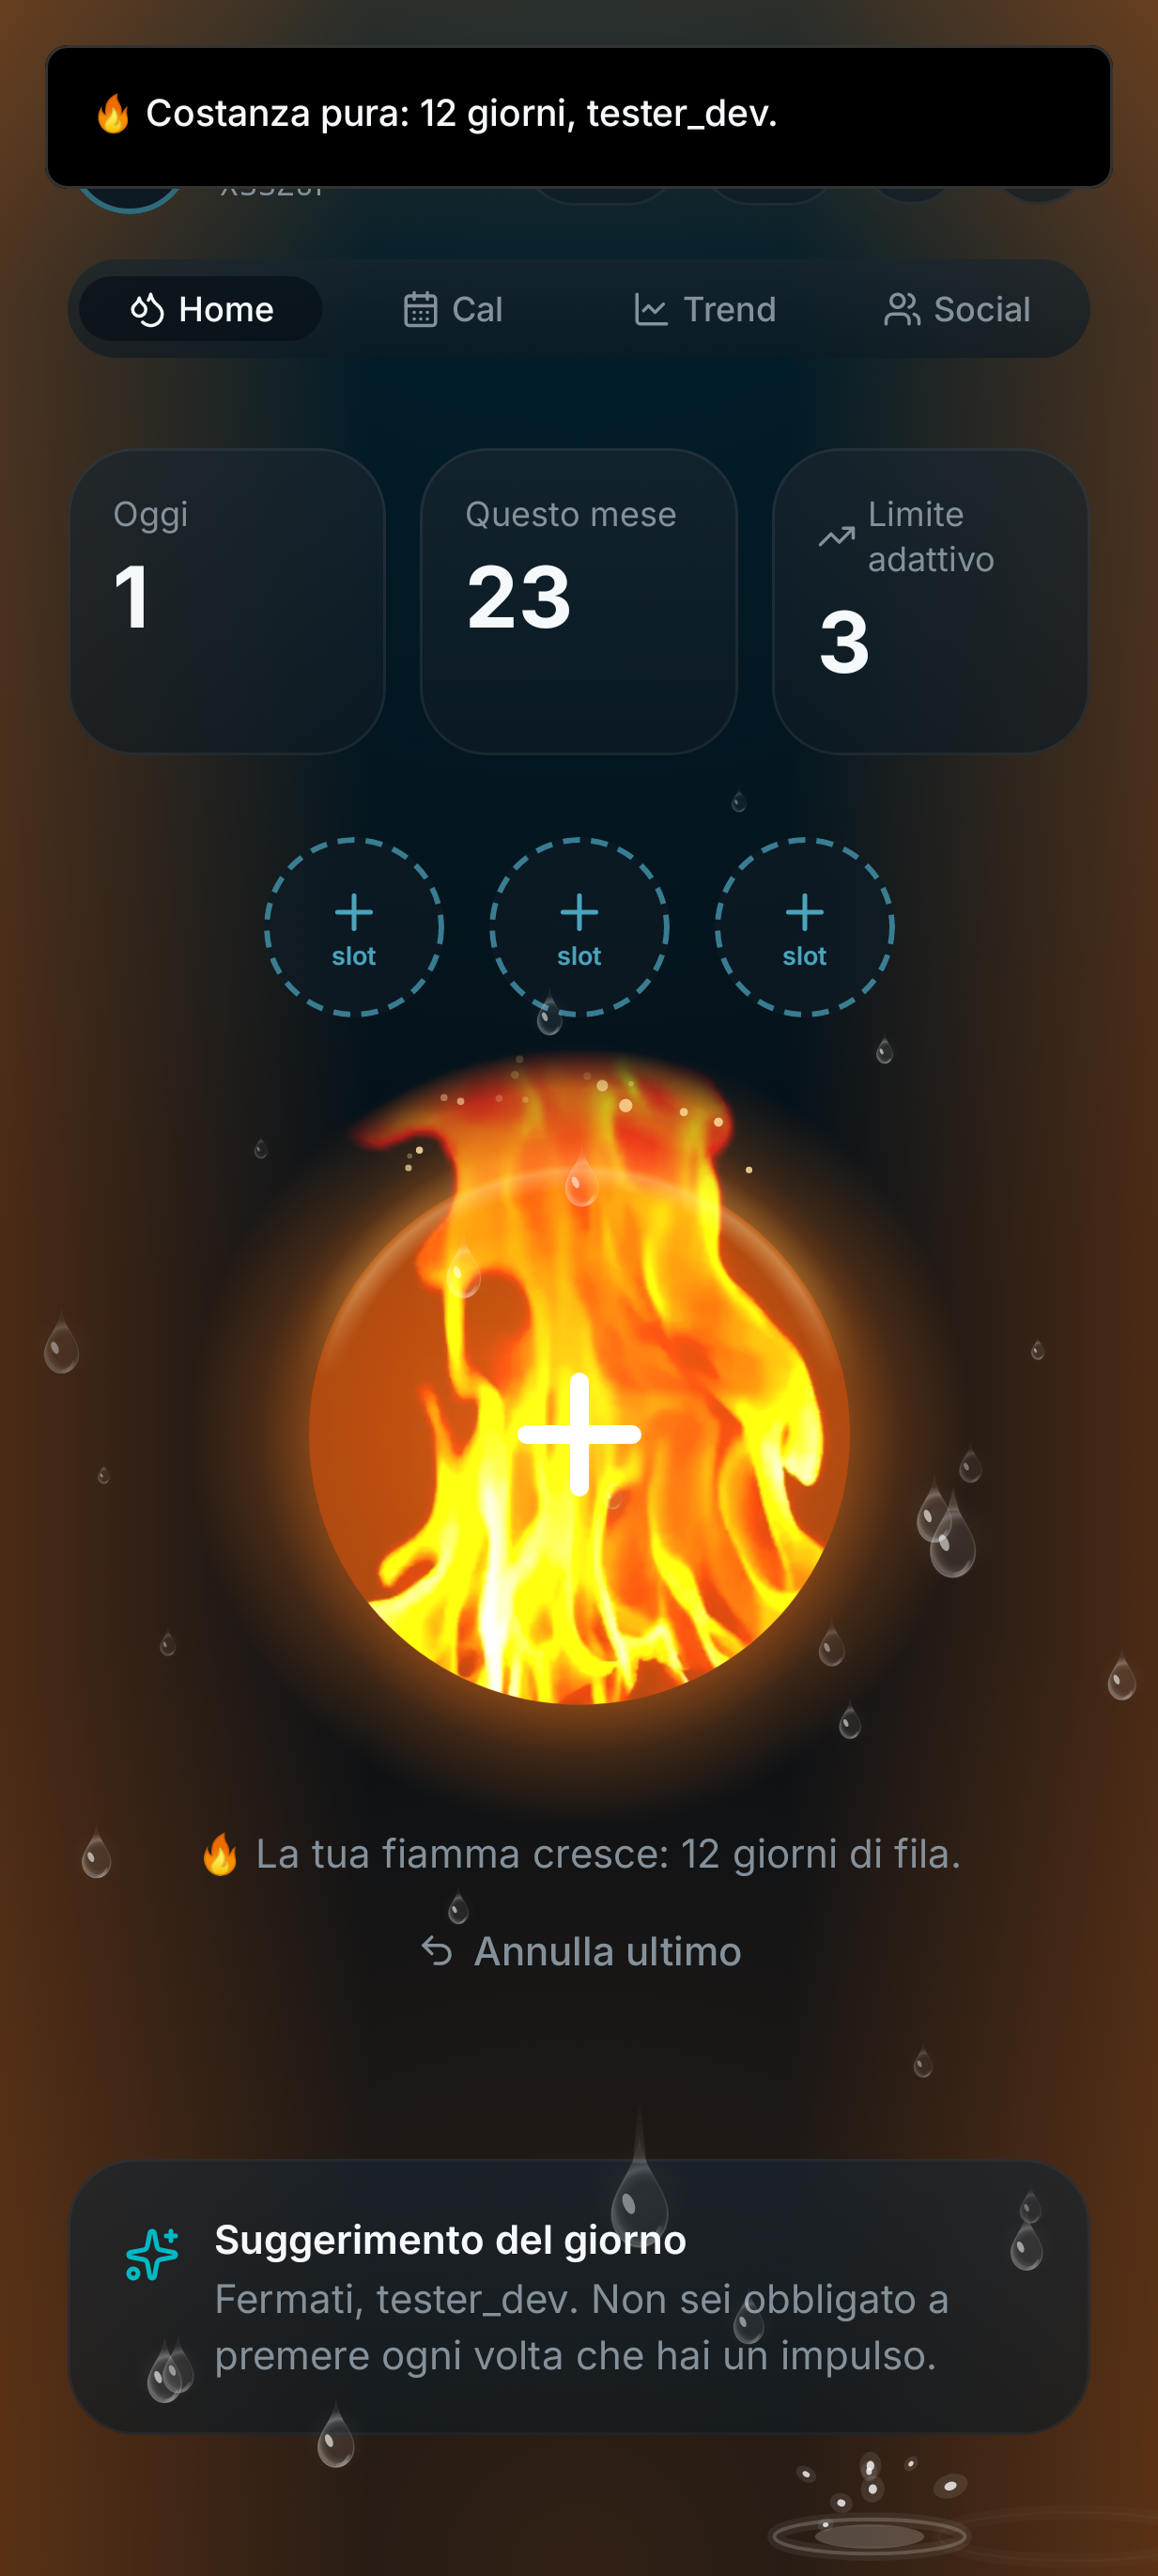 🔥 Costanza pura: 12 giorni, tester_dev.
Home
Cal
Trend
Social
Oggi
1
Questo mese
23
Limite
adattivo
3
slot
slot
slot
🔥 La tua fiamma cresce: 12 giorni di fila.
Annulla ultimo
Suggerimento del giorno
Fermati, tester_dev. Non sei obbligato a
premere ogni volta che hai un impulso.